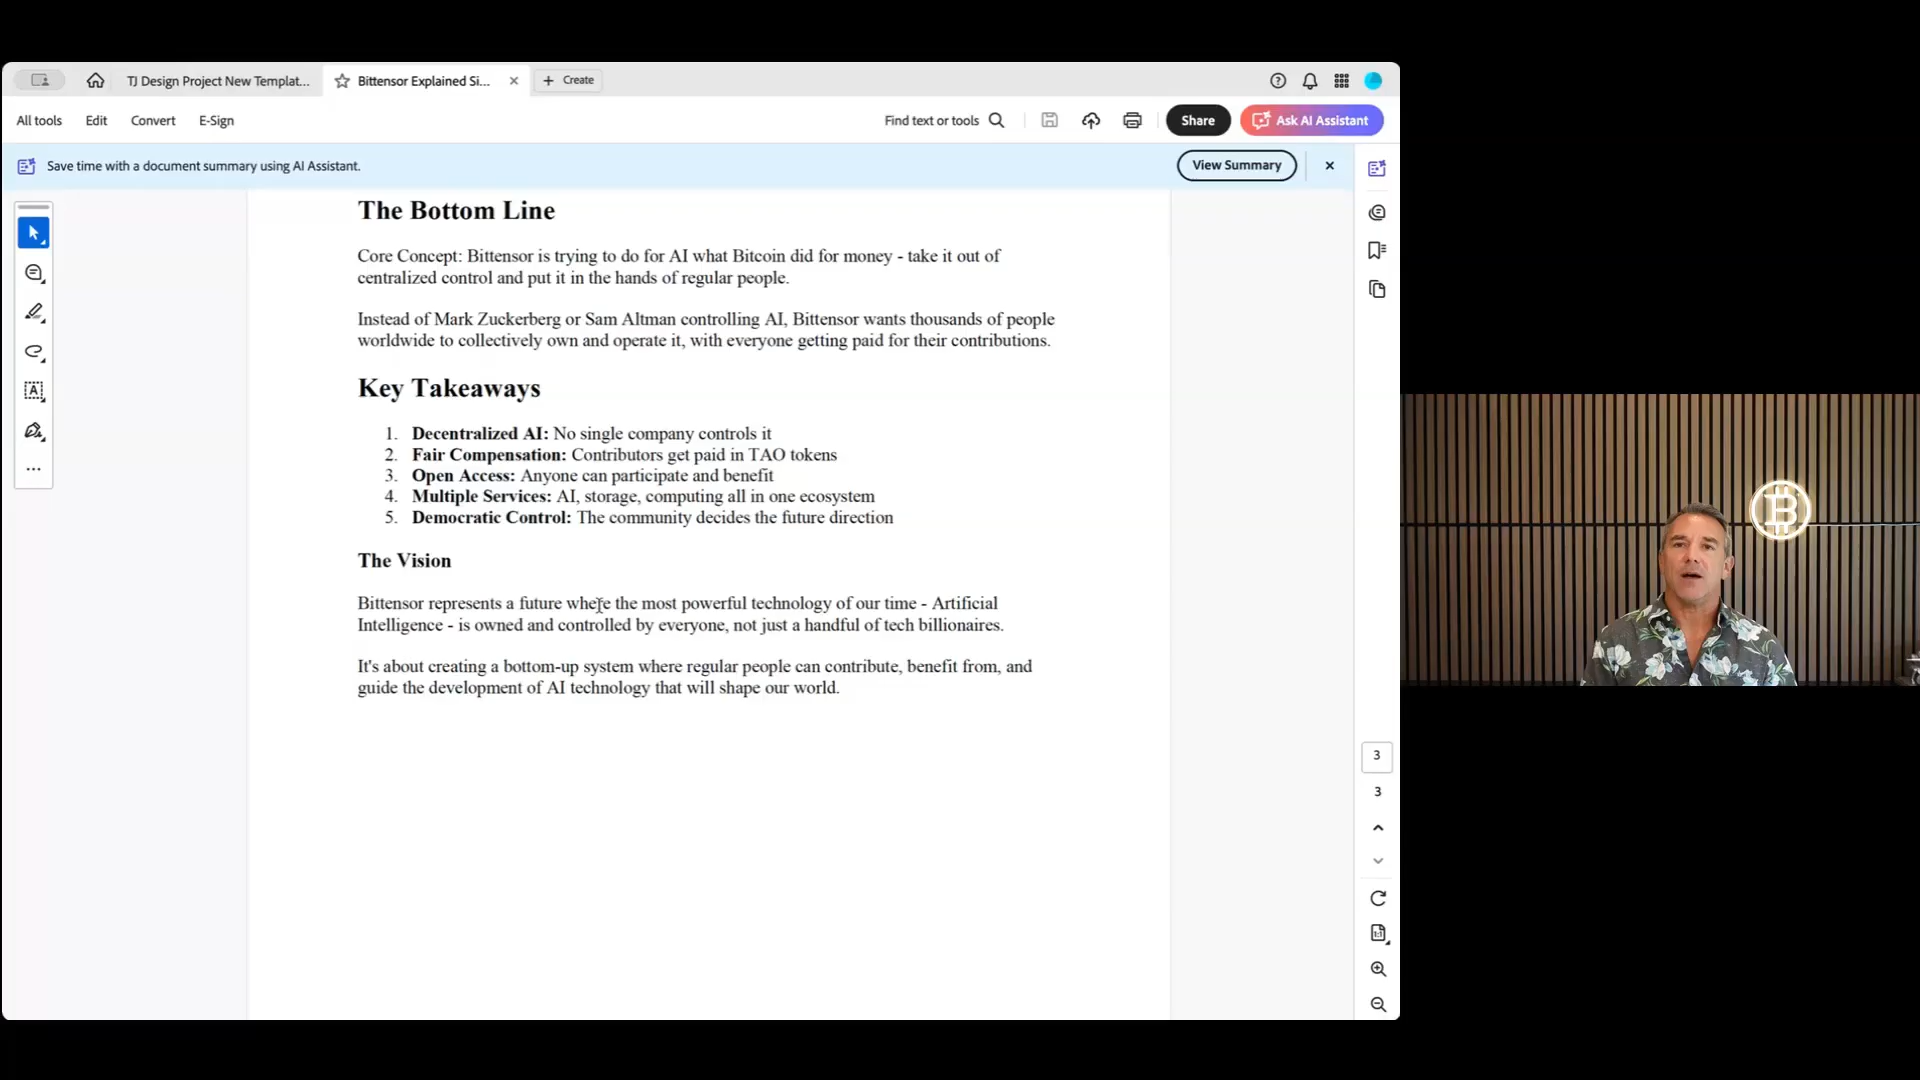 TJ Design Project New Templat...
Bittensor Explained Si...
Create
All tools
Edit
Convert
E-Sign
Find text or tools
Share
Ask AI Assistant
Save time with a document summary using AI Assistant.
View Summary
The Bottom Line
Core Concept: Bittensor is trying to do for AI what Bitcoin did for money - take it out of
centralized control and put it in the hands of regular people.
Instead of Mark Zuckerberg or Sam Altman controlling AI, Bittensor wants thousands of people
worldwide to collectively own and operate it, with everyone getting paid for their contributions.
Key Takeaways
1. Decentralized AI: No single company controls it
2. Fair Compensation: Contributors get paid in TAO tokens
3. Open Access: Anyone can participate and benefit
4. Multiple Services: AI, storage, computing all in one ecosystem
5. Democratic Control: The community decides the future direction
The Vision
Bittensor represents a future where the most powerful technology of our time - Artificial
Intelligence - is owned and controlled by everyone, not just a handful of tech billionaires.
It's about creating a bottom-up system where regular people can contribute, benefit from, and
guide the development of AI technology that will shape our world.
3
3